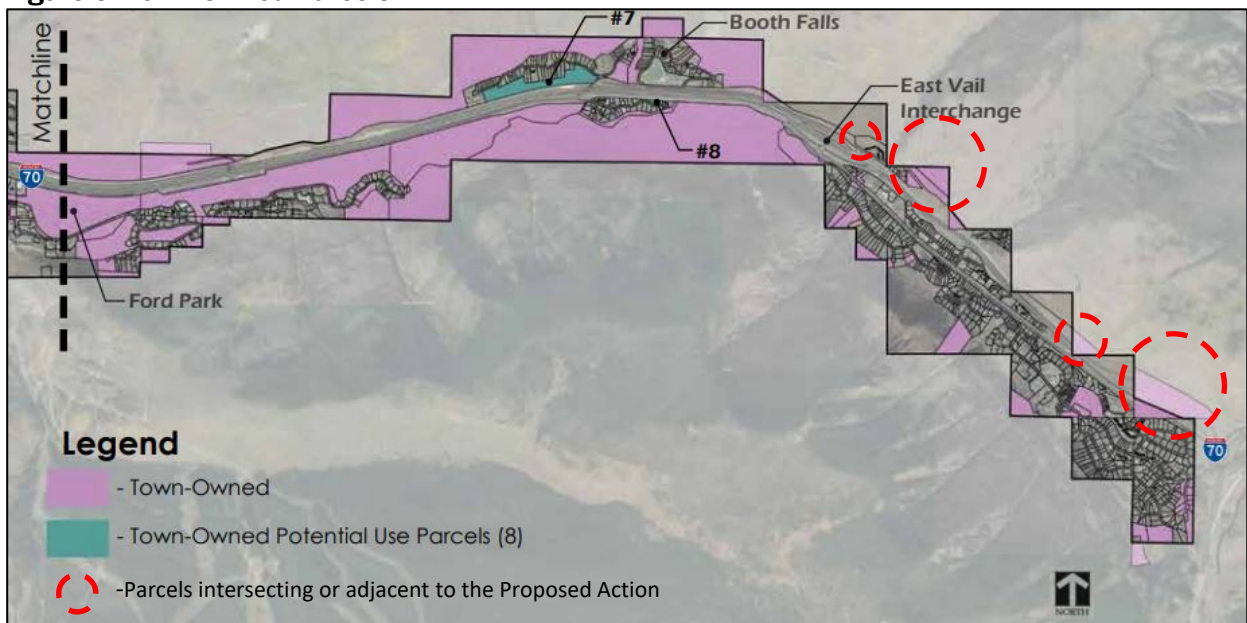 #7
Booth Falls
Matchline
East Vail
Interchange
#8
70
Ford Park
70
Legend
- Town-Owned
- Town-Owned Potential Use Parcels (8)
-Parcels intersecting or adjacent to the Proposed Action
NORTH